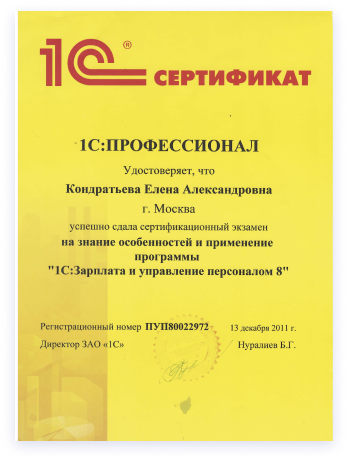 1С® СЕРТИФИКАТ
1С:ПРОФЕССИОНАЛ
Удостоверяет, что
Кондратьева Елена Александровна
г. Москва
успешно сдала сертификационный экзамен
на знание особенностей и применение
программы
"1С:Зарплата и управление персоналом 8"
Регистрационный номер ПУП80022972 13 декабря 2011 г.
Директор ЗАО «1С» Нуралиев Б.Г.